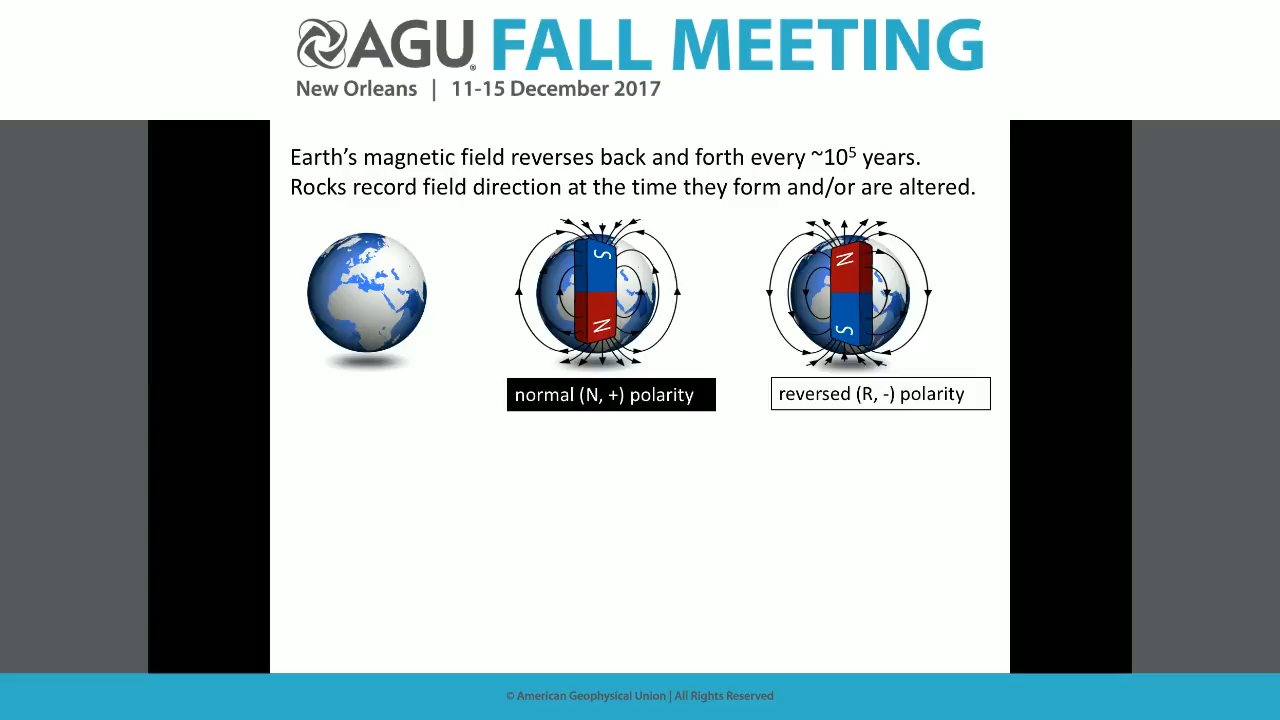 AGU FALL MEETING
New Orleans | 11-15 December 2017
Earth's magnetic field reverses back and forth every ~10⁵ years.
Rocks record field direction at the time they form and/or are altered.
S
N
N
S
normal (N, +) polarity
reversed (R, -) polarity
© American Geophysical Union | All Rights Reserved